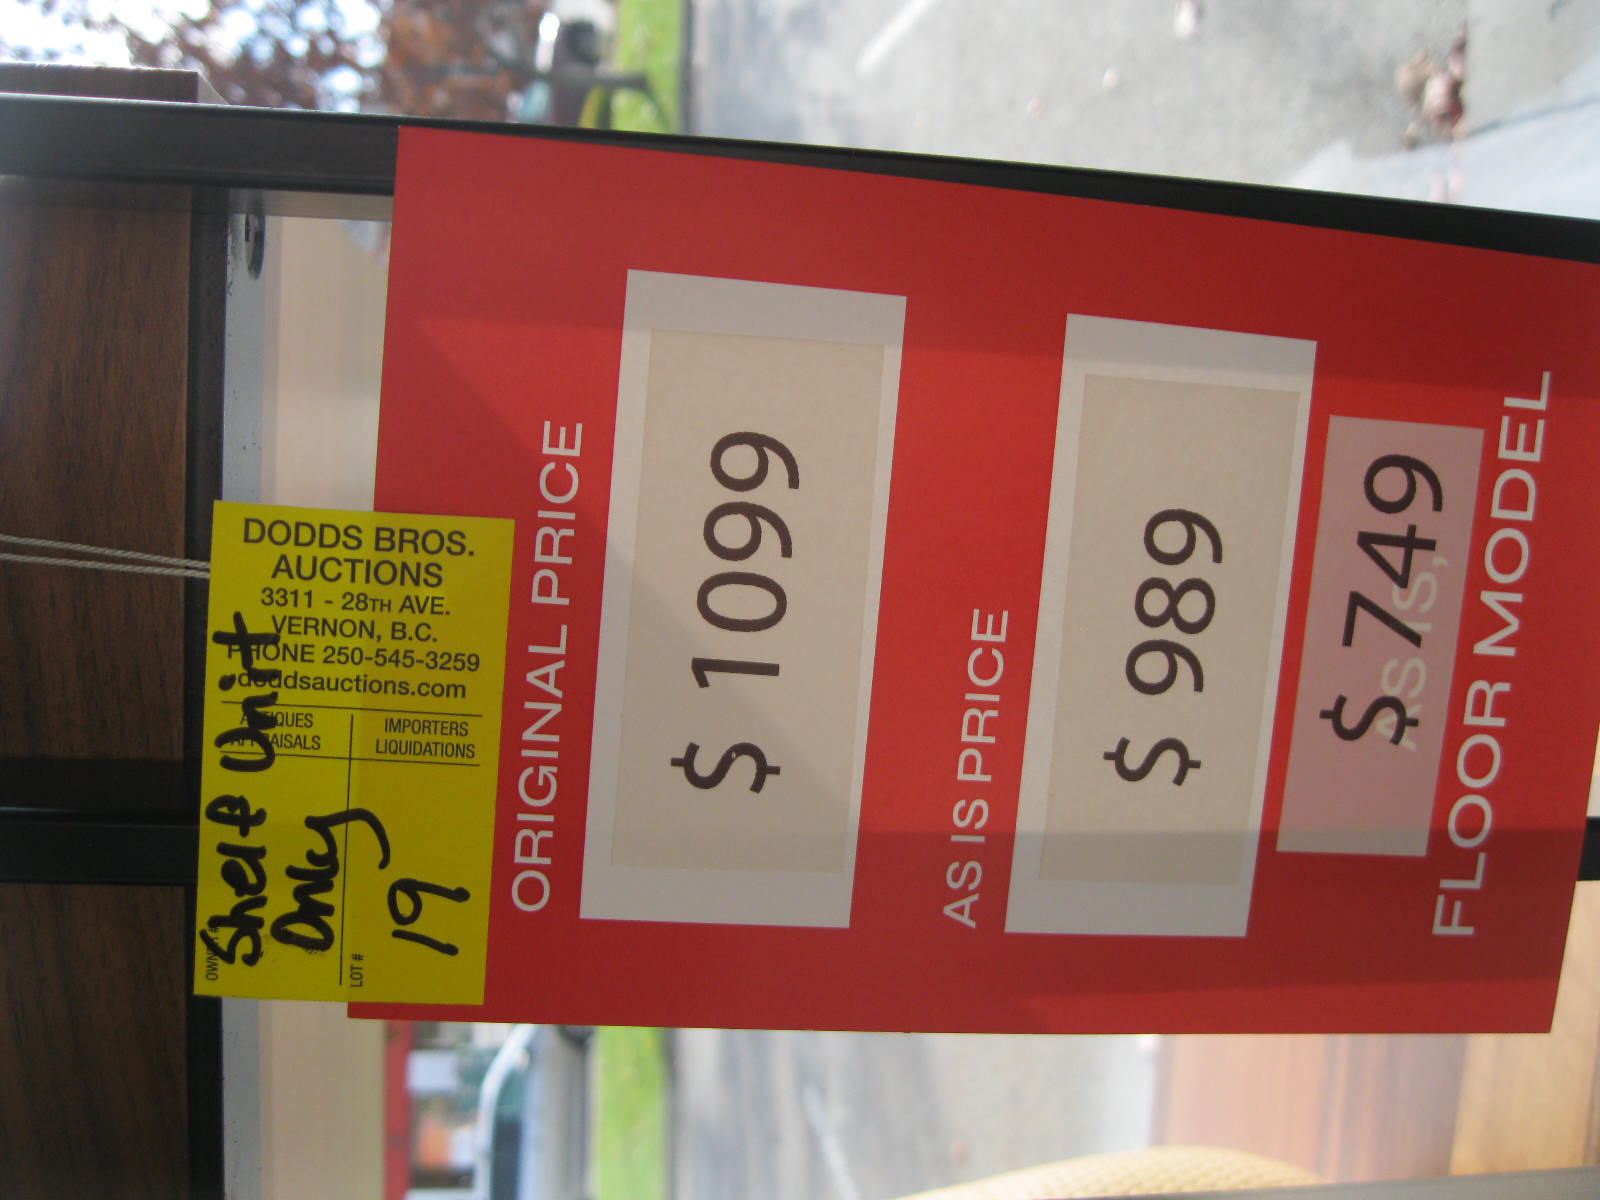 DODDS BROS.
AUCTIONS
3311 - 28TH AVE.
VERNON, B.C.
PHONE 250-545-3259
doddsauctions.com
ANTIQUES
APPRAISALS
IMPORTERS
LIQUIDATIONS
Shelf Unit
Only
LOT #
19
ORIGINAL PRICE
$ 1099
AS IS PRICE
$ 989
$ 749
AS IS,
FLOOR MODEL